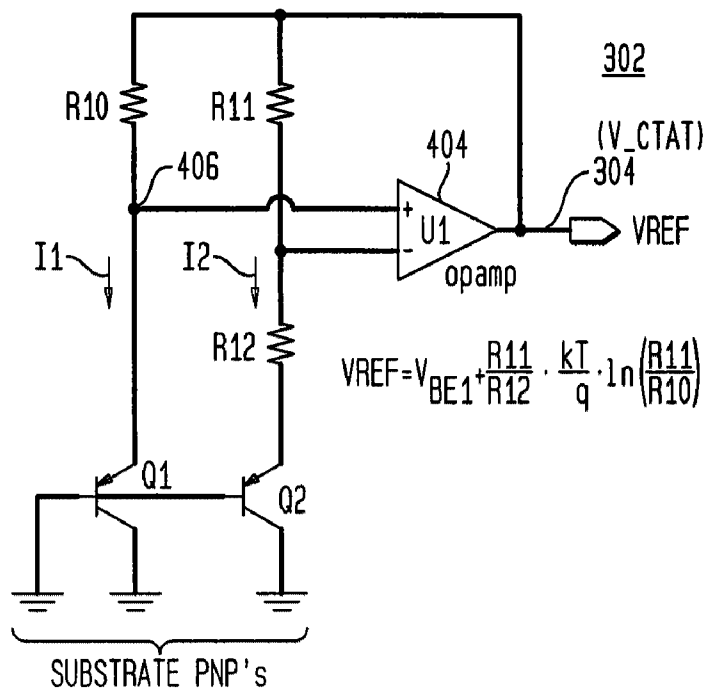 302
R10
R11
(V_CTAT)
404
304
406
+
U1
-
opamp
VREF
I1
I2
R12
VREF=V_BE1+R11/R12 · kT/q · ln(R11/R10)
Q1
Q2
SUBSTRATE PNP's